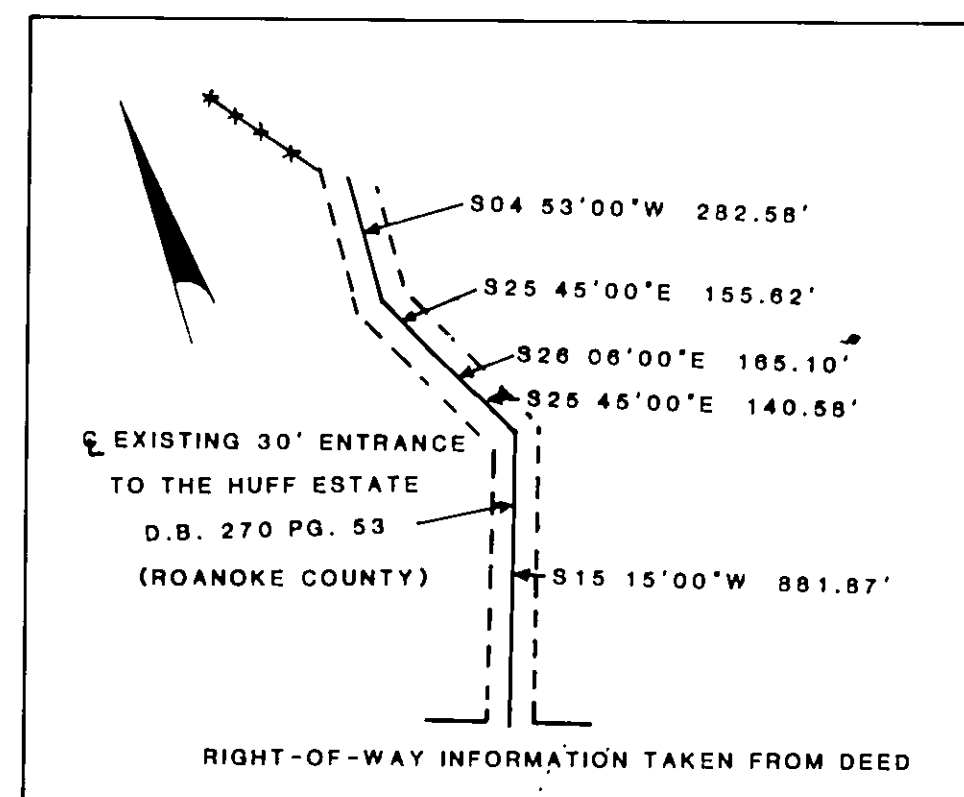 S04 53'00"W 282.58'
S25 45'00"E 155.62'
S26 06'00"E 165.10'
S25 45'00"E 140.58'
℄ EXISTING 30' ENTRANCE
TO THE HUFF ESTATE
D.B. 270 PG. 53
(ROANOKE COUNTY)
S15 15'00"W 881.87'
RIGHT-OF-WAY INFORMATION TAKEN FROM DEED